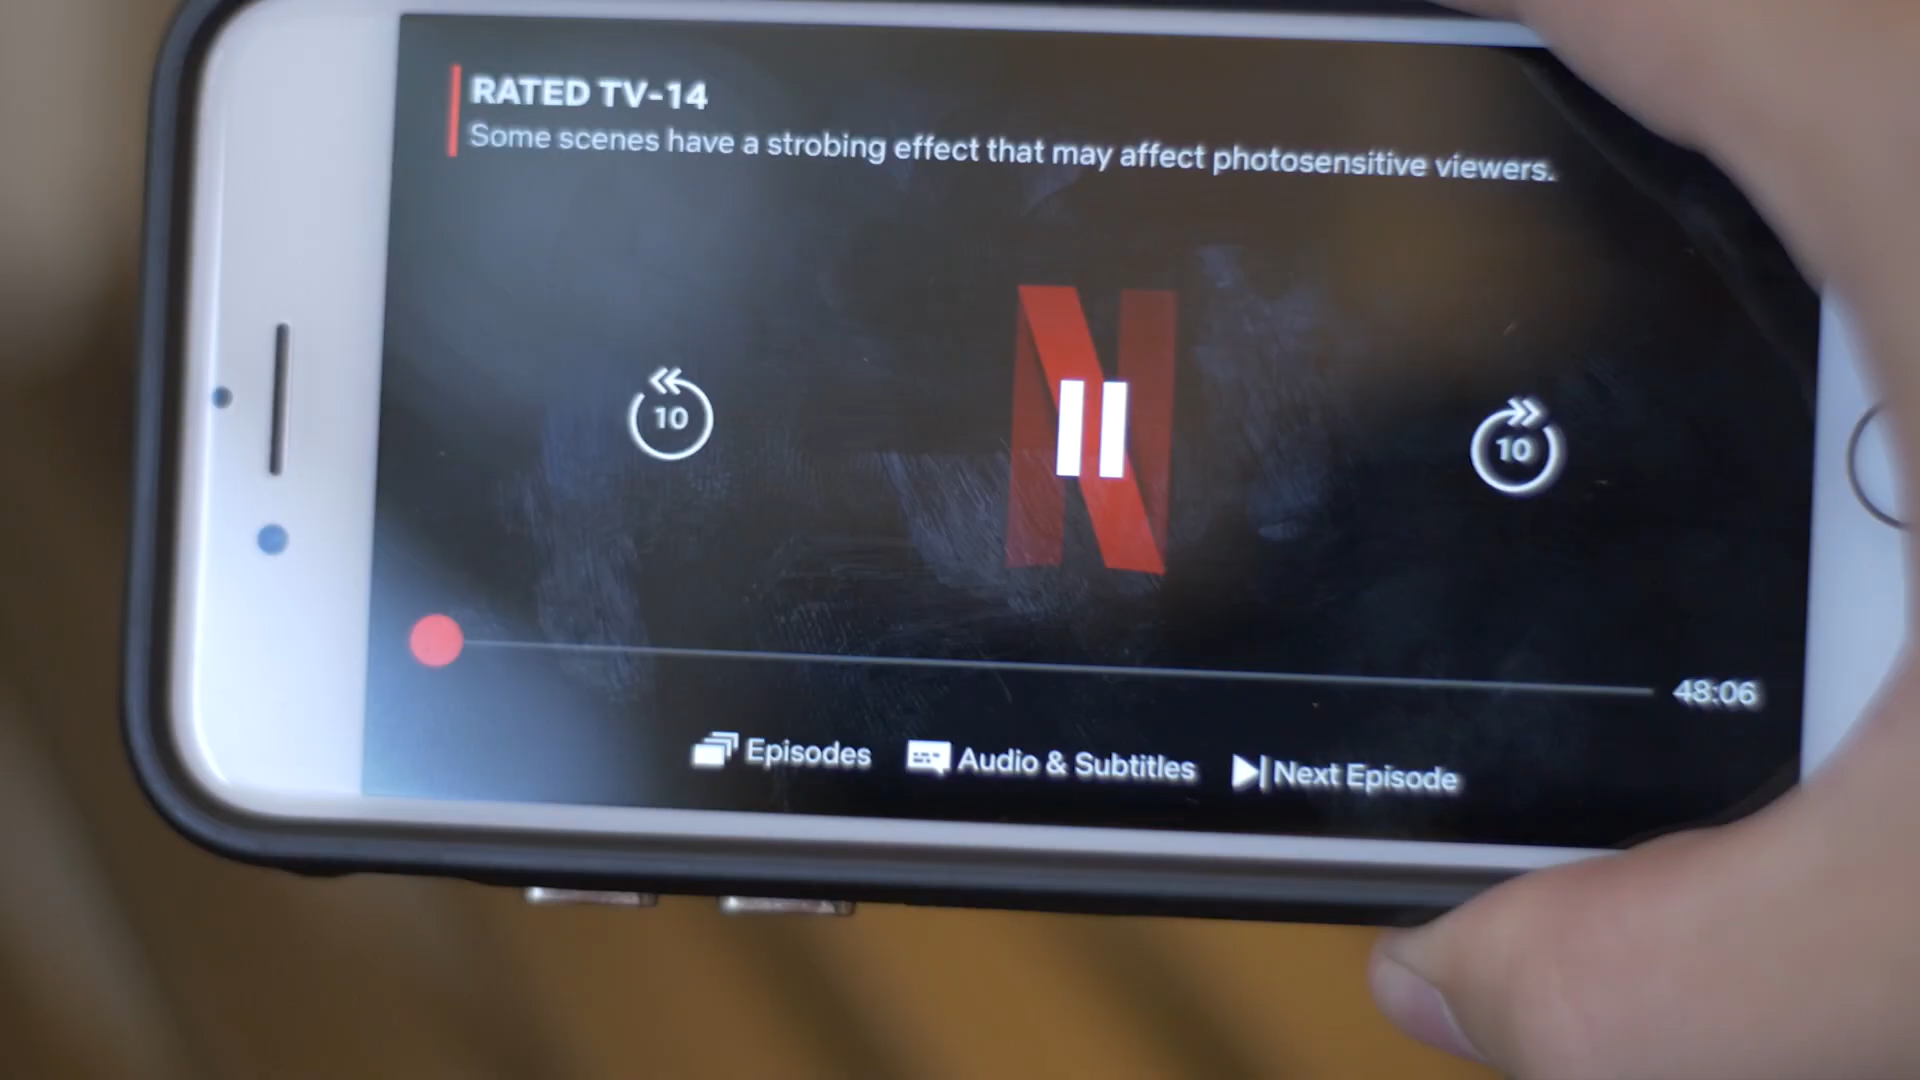 RATED TV-14
Some scenes have a strobing effect that may affect photosensitive viewers.
10
N
10
48:06
Episodes
Audio & Subtitles
Next Episode